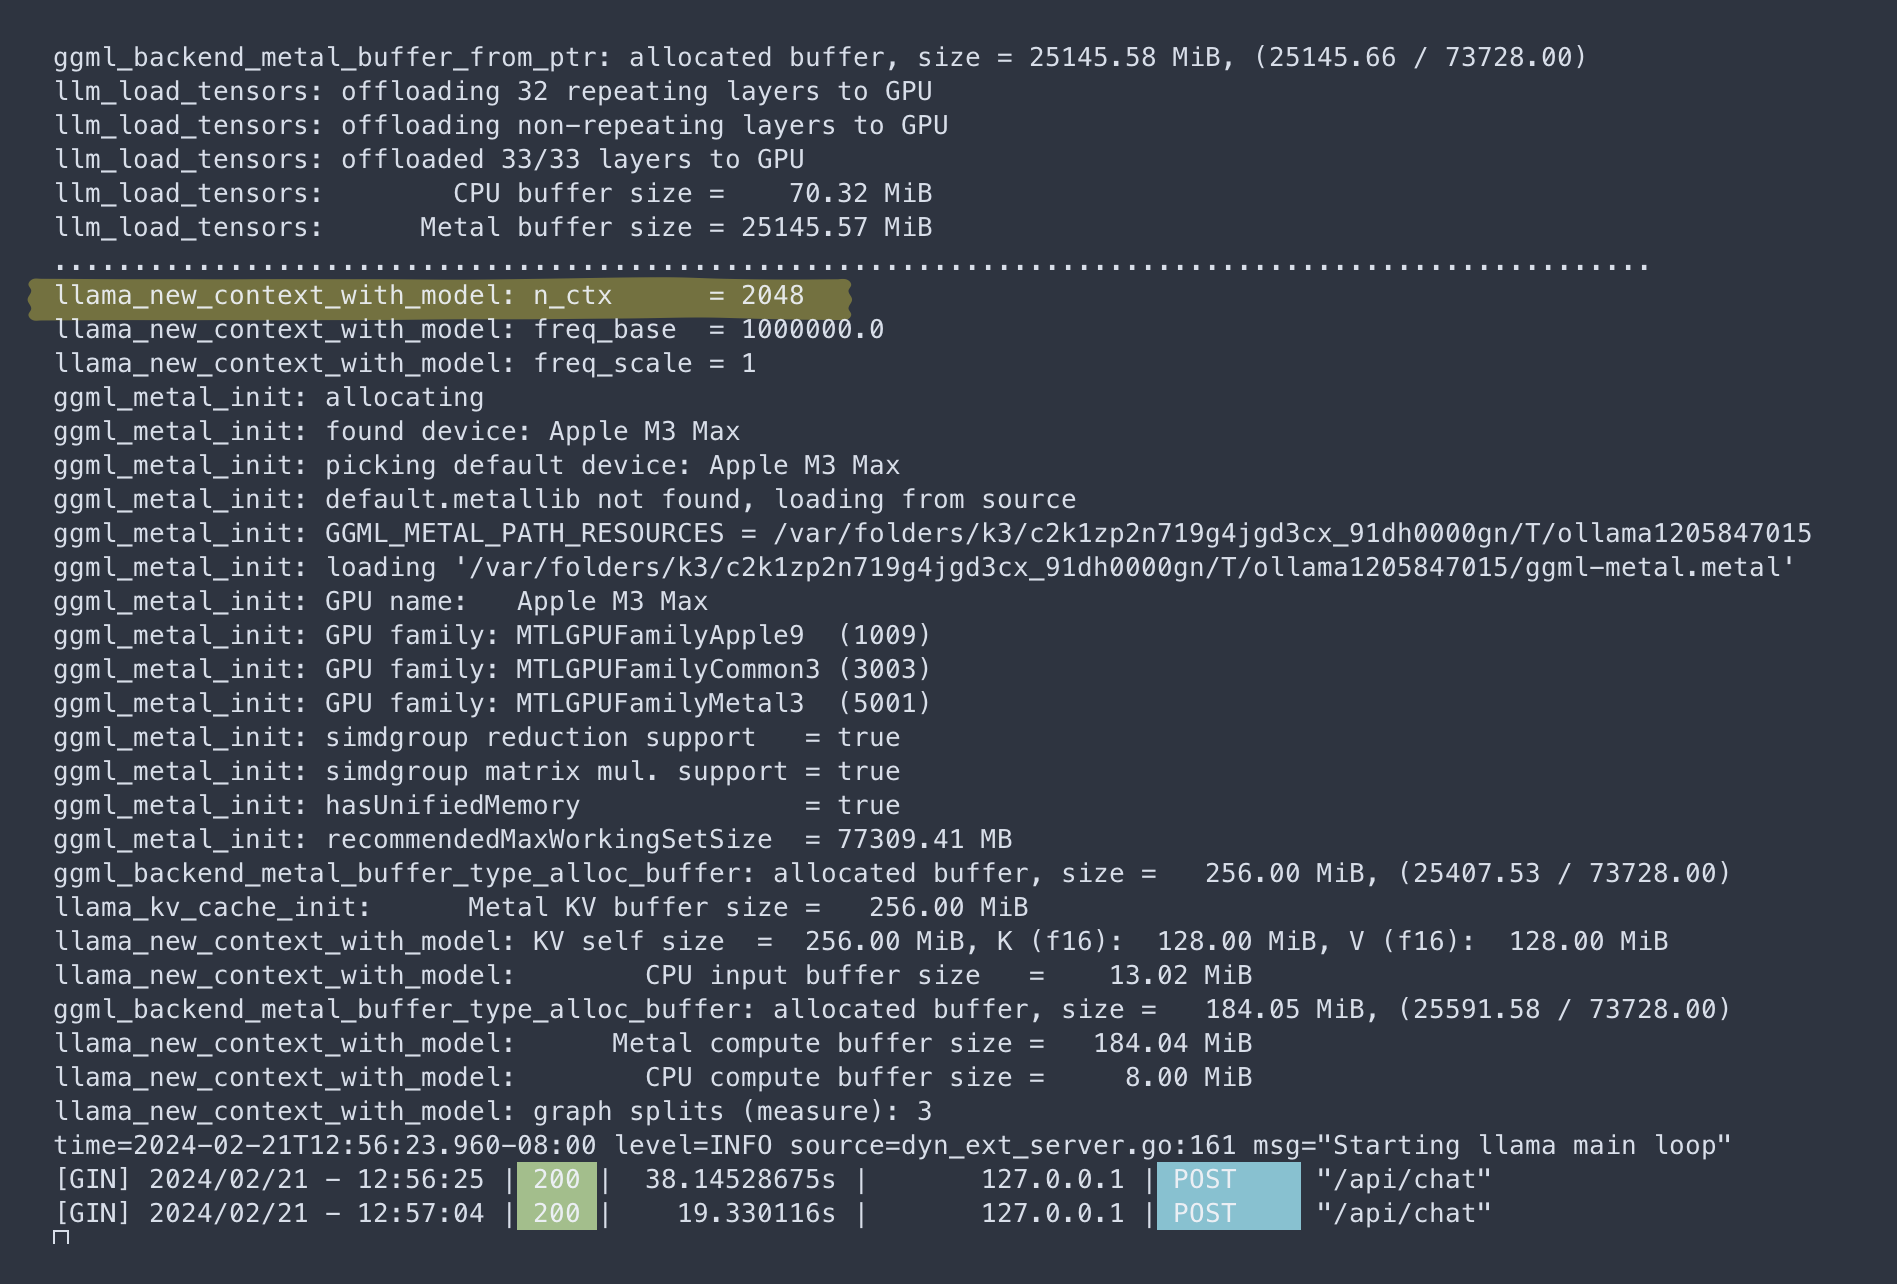 ggml_backend_metal_buffer_from_ptr: allocated buffer, size = 25145.58 MiB, (25145.66 / 73728.00)
llm_load_tensors: offloading 32 repeating layers to GPU
llm_load_tensors: offloading non-repeating layers to GPU
llm_load_tensors: offloaded 33/33 layers to GPU
llm_load_tensors:        CPU buffer size =    70.32 MiB
llm_load_tensors:      Metal buffer size = 25145.57 MiB
....................................................................................................
llama_new_context_with_model: n_ctx      = 2048
llama_new_context_with_model: freq_base  = 1000000.0
llama_new_context_with_model: freq_scale = 1
ggml_metal_init: allocating
ggml_metal_init: found device: Apple M3 Max
ggml_metal_init: picking default device: Apple M3 Max
ggml_metal_init: default.metallib not found, loading from source
ggml_metal_init: GGML_METAL_PATH_RESOURCES = /var/folders/k3/c2k1zp2n719g4jgd3cx_91dh0000gn/T/ollama1205847015
ggml_metal_init: loading '/var/folders/k3/c2k1zp2n719g4jgd3cx_91dh0000gn/T/ollama1205847015/ggml-metal.metal'
ggml_metal_init: GPU name:   Apple M3 Max
ggml_metal_init: GPU family: MTLGPUFamilyApple9  (1009)
ggml_metal_init: GPU family: MTLGPUFamilyCommon3 (3003)
ggml_metal_init: GPU family: MTLGPUFamilyMetal3  (5001)
ggml_metal_init: simdgroup reduction support   = true
ggml_metal_init: simdgroup matrix mul. support = true
ggml_metal_init: hasUnifiedMemory              = true
ggml_metal_init: recommendedMaxWorkingSetSize  = 77309.41 MB
ggml_backend_metal_buffer_type_alloc_buffer: allocated buffer, size =   256.00 MiB, (25407.53 / 73728.00)
llama_kv_cache_init:      Metal KV buffer size =   256.00 MiB
llama_new_context_with_model: KV self size  =  256.00 MiB, K (f16):  128.00 MiB, V (f16):  128.00 MiB
llama_new_context_with_model:        CPU input buffer size   =    13.02 MiB
ggml_backend_metal_buffer_type_alloc_buffer: allocated buffer, size =   184.05 MiB, (25591.58 / 73728.00)
llama_new_context_with_model:      Metal compute buffer size =   184.04 MiB
llama_new_context_with_model:        CPU compute buffer size =     8.00 MiB
llama_new_context_with_model: graph splits (measure): 3
time=2024-02-21T12:56:23.960-08:00 level=INFO source=dyn_ext_server.go:161 msg="Starting llama main loop"
[GIN] 2024/02/21 - 12:56:25 | 200 |  38.14528675s |       127.0.0.1 | POST     "/api/chat"
[GIN] 2024/02/21 - 12:57:04 | 200 |    19.330116s |       127.0.0.1 | POST     "/api/chat"